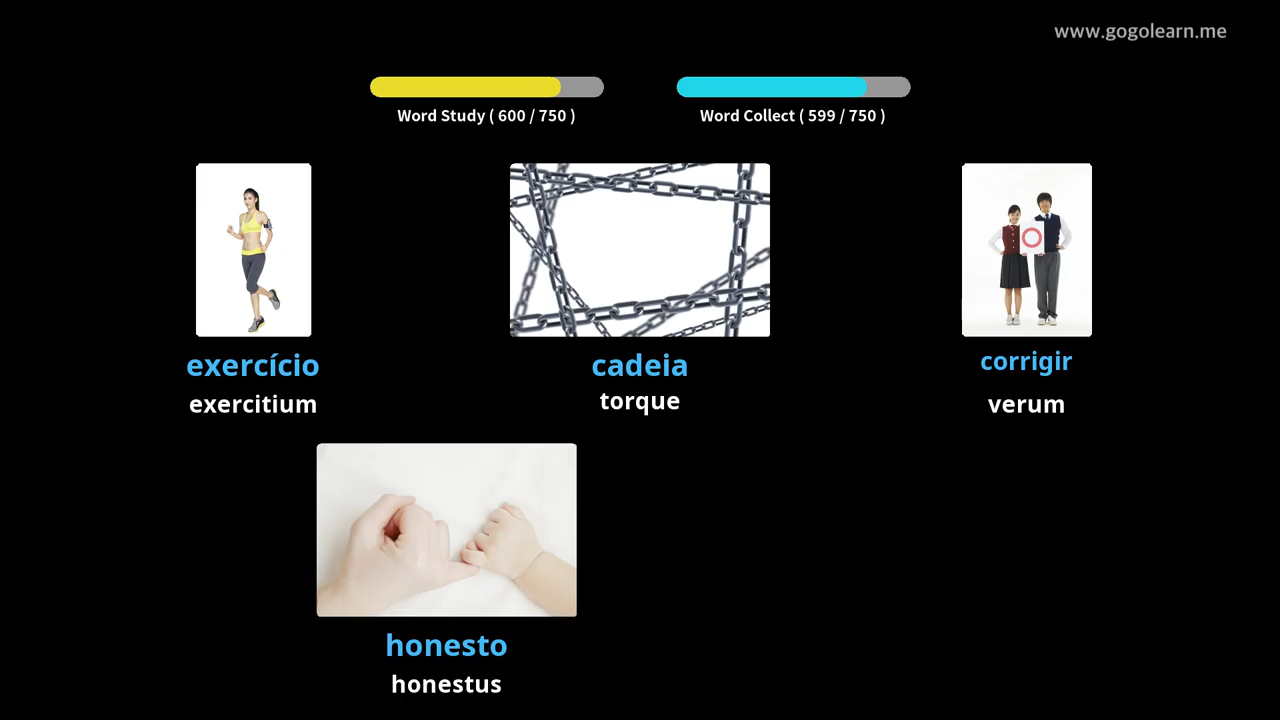 www.gogolearn.me
Word Study ( 600 / 750 )
Word Collect ( 599 / 750 )
exercício
exercitium
cadeia
torque
corrigir
verum
honesto
honestus